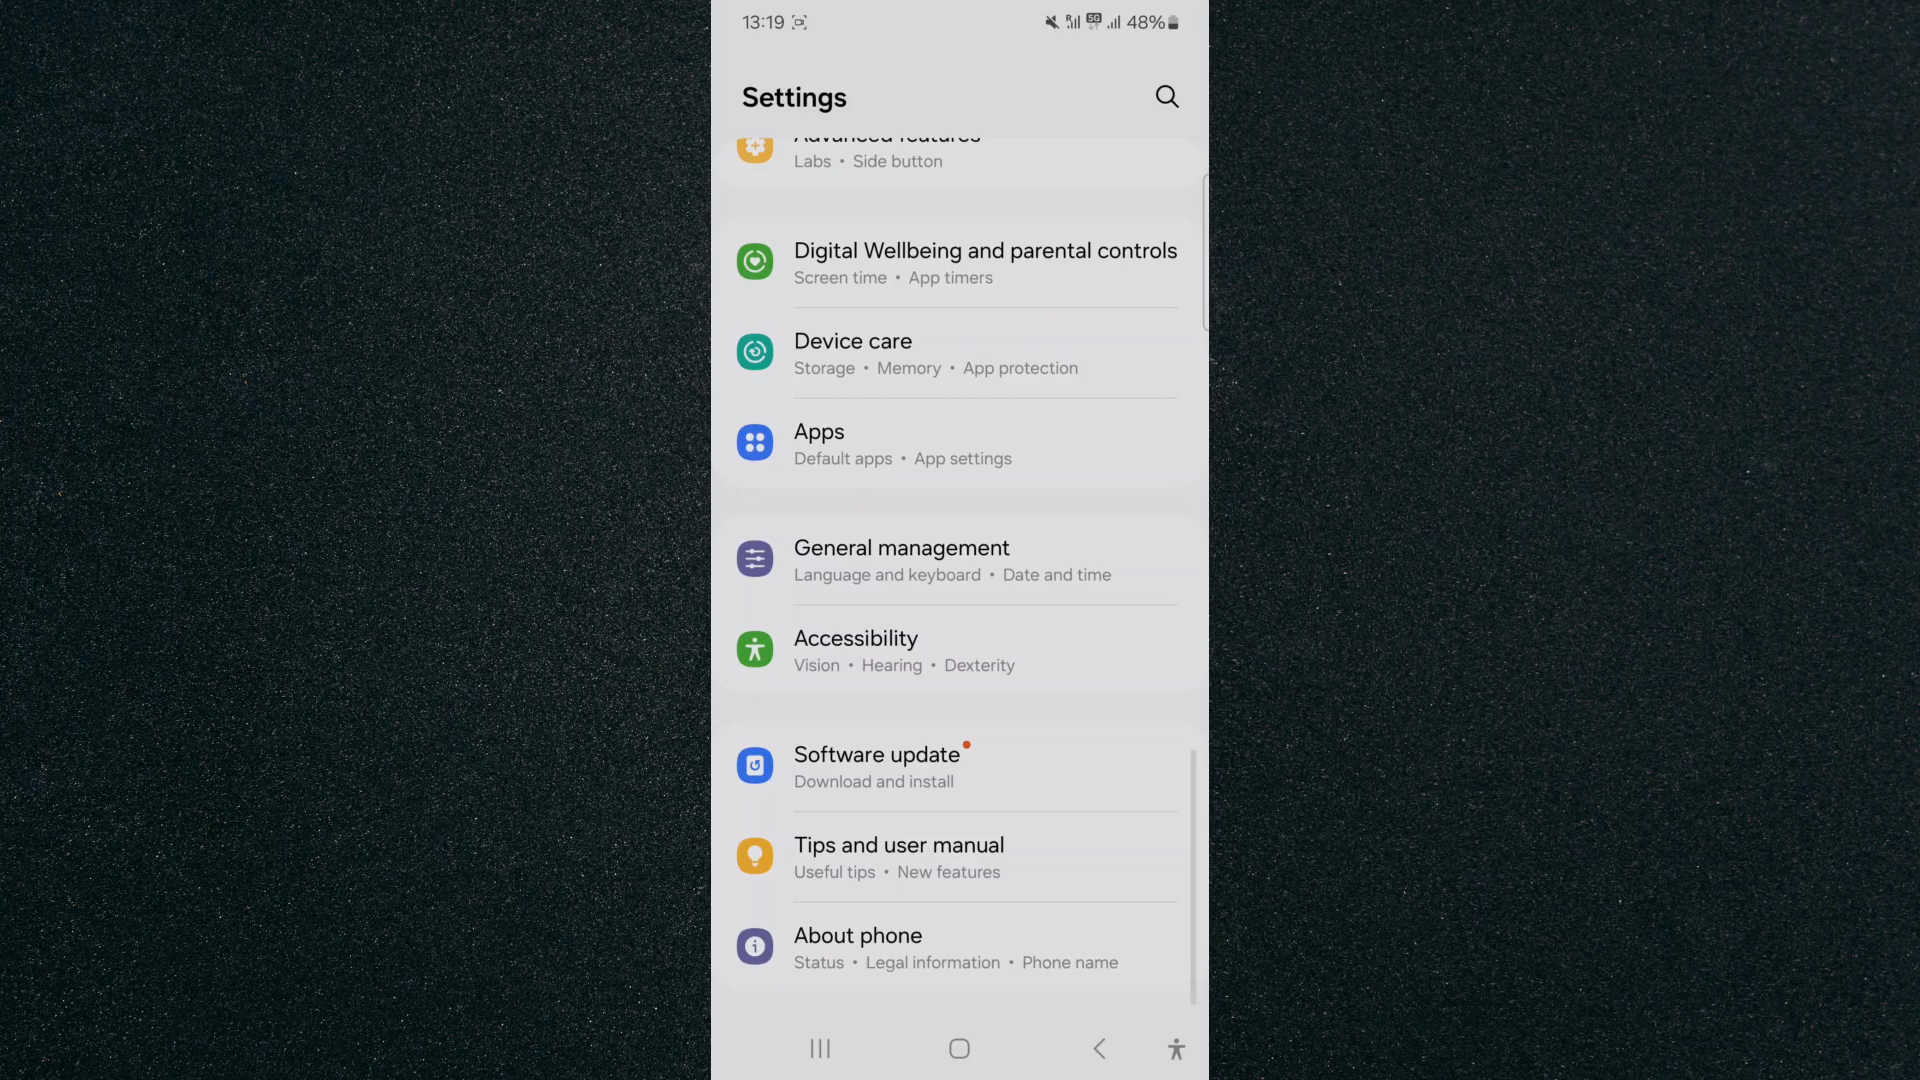 13:19
5G
48%
Settings
Advanced features
Labs • Side button
Digital Wellbeing and parental controls
Screen time • App timers
Device care
Storage • Memory • App protection
Apps
Default apps • App settings
General management
Language and keyboard • Date and time
Accessibility
Vision • Hearing • Dexterity
Software update
Download and install
Tips and user manual
Useful tips • New features
About phone
Status • Legal information • Phone name